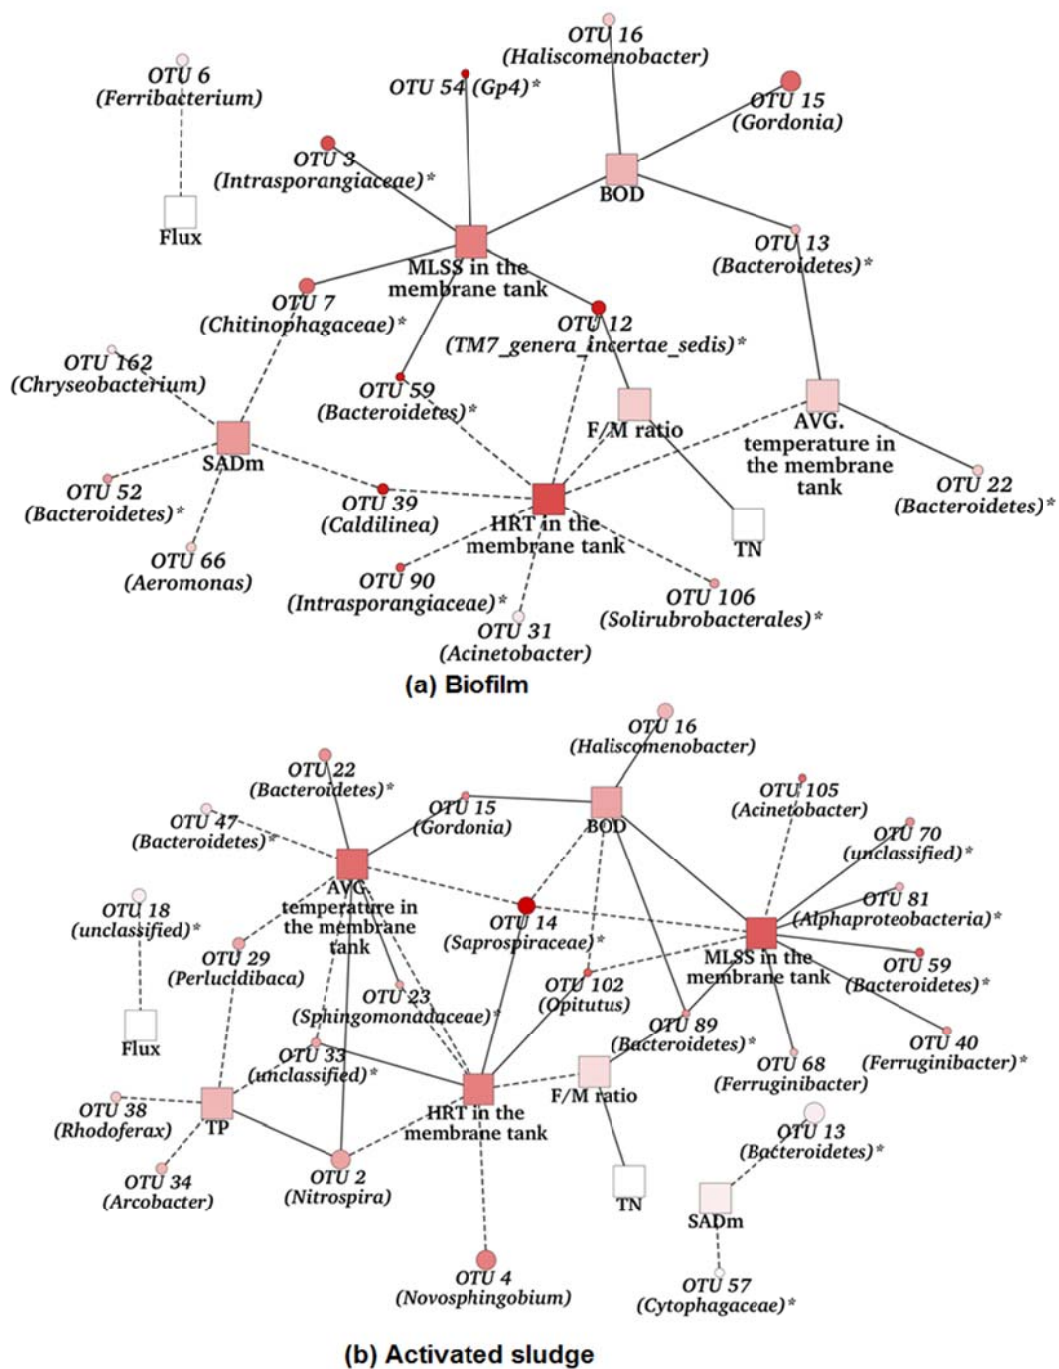 OTU 16
(Haliscomenobacter)
OTU 6
(Ferribacterium)
OTU 54 (Gp4)*
OTU 15
(Gordonia)
OTU 3
(Intrasporangiaceae)*
BOD
Flux
OTU 13
(Bacteroidetes)*
MLSS in the
membrane tank
OTU 7
(Chitinophagaceae)*
OTU 12
(TM7_genera_incertae_sedis)*
OTU 162
(Chryseobacterium)
OTU 59
(Bacteroidetes)*
F/M ratio
AVG.
temperature in
the membrane
tank
SADm
OTU 52
(Bacteroidetes)*
OTU 39
(Caldilinea)
OTU 22
(Bacteroidetes)*
HRT in the
membrane tank
TN
OTU 66
(Aeromonas)
OTU 90
(Intrasporangiaceae)*
OTU 106
(Solirubrobacterales)*
OTU 31
(Acinetobacter)
(a) Biofilm
OTU 16
(Haliscomenobacter)
OTU 22
(Bacteroidetes)*
OTU 15
(Gordonia)
OTU 105
(Acinetobacter)
OTU 47
(Bacteroidetes)*
BOD
OTU 70
(unclassified)*
AVG.
temperature in
the membrane
tank
OTU 18
(unclassified)*
OTU 14
(Saprospiraceae)*
OTU 81
(Alphaproteobacteria)*
OTU 29
(Perlucidibaca)
MLSS in the
membrane tank
OTU 59
(Bacteroidetes)*
OTU 23
(Sphingomonadaceae)*
OTU 102
(Opitutus)
OTU 89
(Bacteroidetes)*
Flux
OTU 33
(unclassified)*
OTU 68
(Ferruginibacter)
OTU 40
(Ferruginibacter)*
F/M ratio
OTU 38
(Rhodoferax)
TP
HRT in the
membrane tank
OTU 13
(Bacteroidetes)*
OTU 34
(Arcobacter)
OTU 2
(Nitrospira)
TN
SADm
OTU 4
(Novosphingobium)
OTU 57
(Cytophagaceae)*
(b) Activated sludge